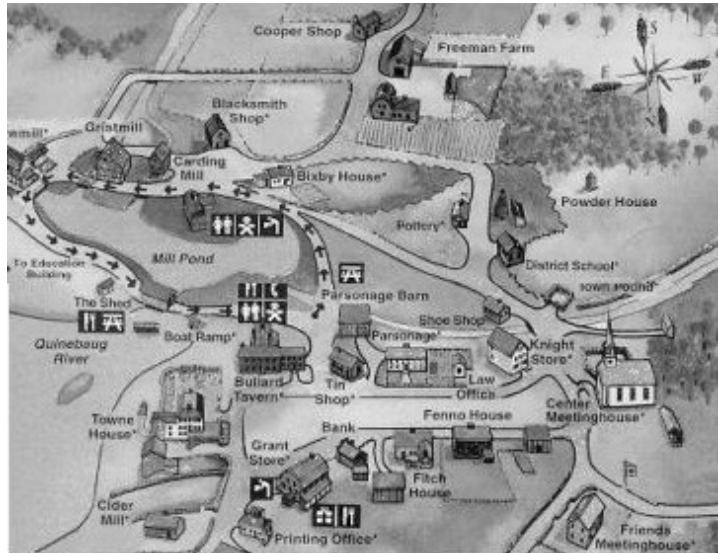 Cooper Shop
Freeman Farm
S
E
W
N
Blacksmith
Shop*
Gristmill
Carding
Mill
Bixby House*
Powder House
Pottery*
Mill Pond
District School*
To Education
Building
Town Pound*
The Shed
Parsonage Barn
Shoe Shop
Boat Ramp*
Parsonage*
Knight
Store*
Quinebaug
River
Bullard
Tavern*
Tin
Shop*
Law
Office
Center
Meetinghouse*
Towne
House*
Bank
Fenno House
Grant
Store*
Fitch
House
Cider
Mill*
Printing Office*
Friends
Meetinghouse*